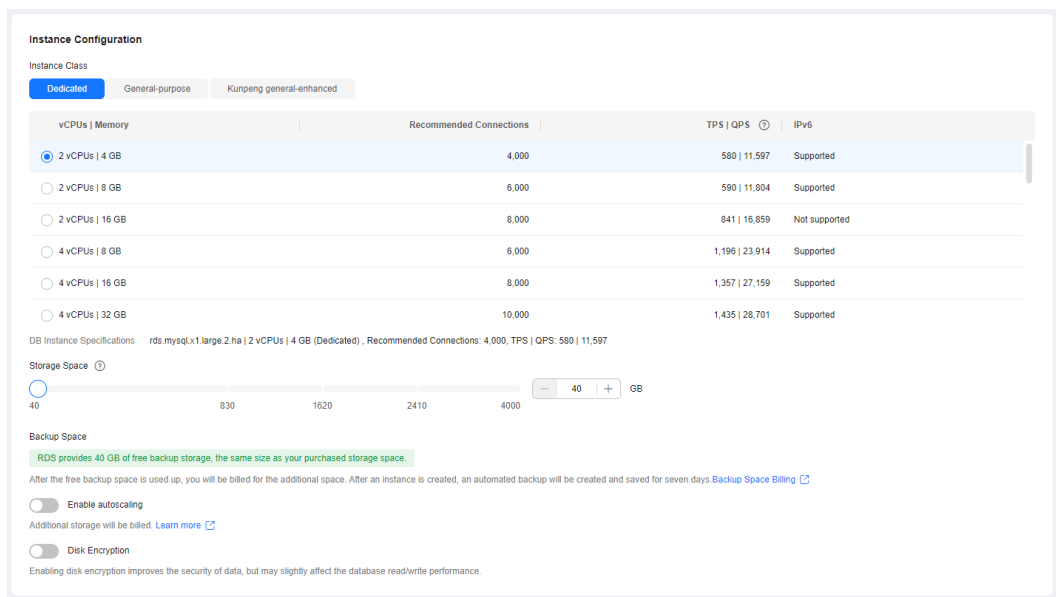 Instance Configuration
Instance Class
Dedicated General-purpose Kunpeng general-enhanced
vCPUs | Memory Recommended Connections TPS | QPS ? IPv6
2 vCPUs | 4 GB 4,000 580 | 11,597 Supported
2 vCPUs | 8 GB 6,000 590 | 11,804 Supported
2 vCPUs | 16 GB 8,000 841 | 16,859 Not supported
4 vCPUs | 8 GB 6,000 1,196 | 23,914 Supported
4 vCPUs | 16 GB 8,000 1,357 | 27,159 Supported
4 vCPUs | 32 GB 10,000 1,435 | 28,701 Supported
DB Instance Specifications rds.mysql.x1.large.2.ha | 2 vCPUs | 4 GB (Dedicated) , Recommended Connections: 4,000, TPS | QPS: 580 | 11,597
Storage Space ?
− 40 + GB
40 830 1620 2410 4000
Backup Space
RDS provides 40 GB of free backup storage, the same size as your purchased storage space.
After the free backup space is used up, you will be billed for the additional space. After an instance is created, an automated backup will be created and saved for seven days.Backup Space Billing
Enable autoscaling
Additional storage will be billed. Learn more
Disk Encryption
Enabling disk encryption improves the security of data, but may slightly affect the database read/write performance.